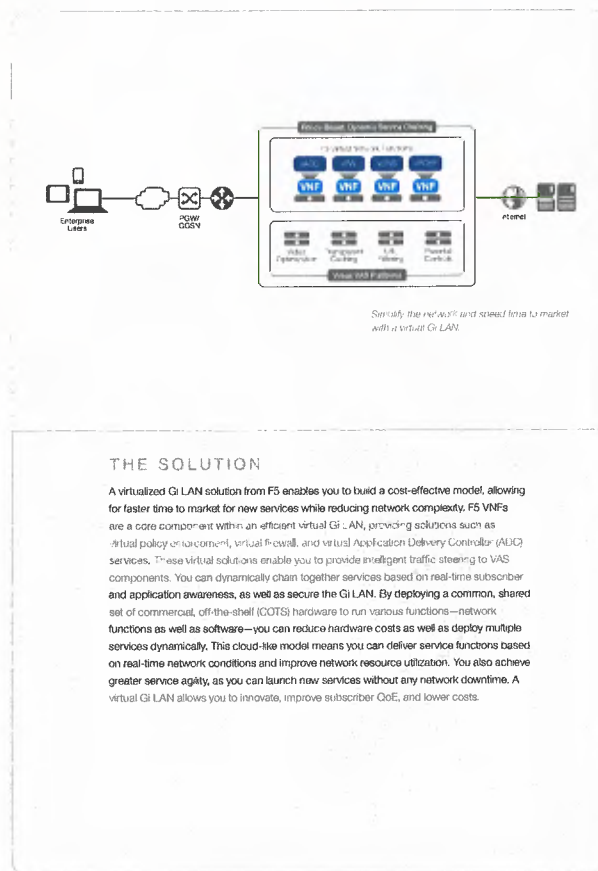 Policy-Based, Dynamic Service Chaining
F5 Virtual Network Functions
VNF VNF VNF VNF
Enterprise
Users
PGW/
GGSN
Internet
Video
Optimization
Transparent
Caching
URL
Filtering
Parental
Controls
Virtual VAS Platforms
Simplify the network and speed time to market
with a virtual Gi LAN.
THE SOLUTION
A virtualized Gi LAN solution from F5 enables you to build a cost-effective model, allowing
for faster time to market for new services while reducing network complexity. F5 VNFs
are a core component within an efficient virtual Gi LAN, providing solutions such as
virtual policy enforcement, virtual firewall, and virtual Application Delivery Controller (ADC)
services. These virtual solutions enable you to provide intelligent traffic steering to VAS
components. You can dynamically chain together services based on real-time subscriber
and application awareness, as well as secure the Gi LAN. By deploying a common, shared
set of commercial, off-the-shelf (COTS) hardware to run various functions—network
functions as well as software—you can reduce hardware costs as well as deploy multiple
services dynamically. This cloud-like model means you can deliver service functions based
on real-time network conditions and improve network resource utilization. You also achieve
greater service agility, as you can launch new services without any network downtime. A
virtual Gi LAN allows you to innovate, improve subscriber QoE, and lower costs.